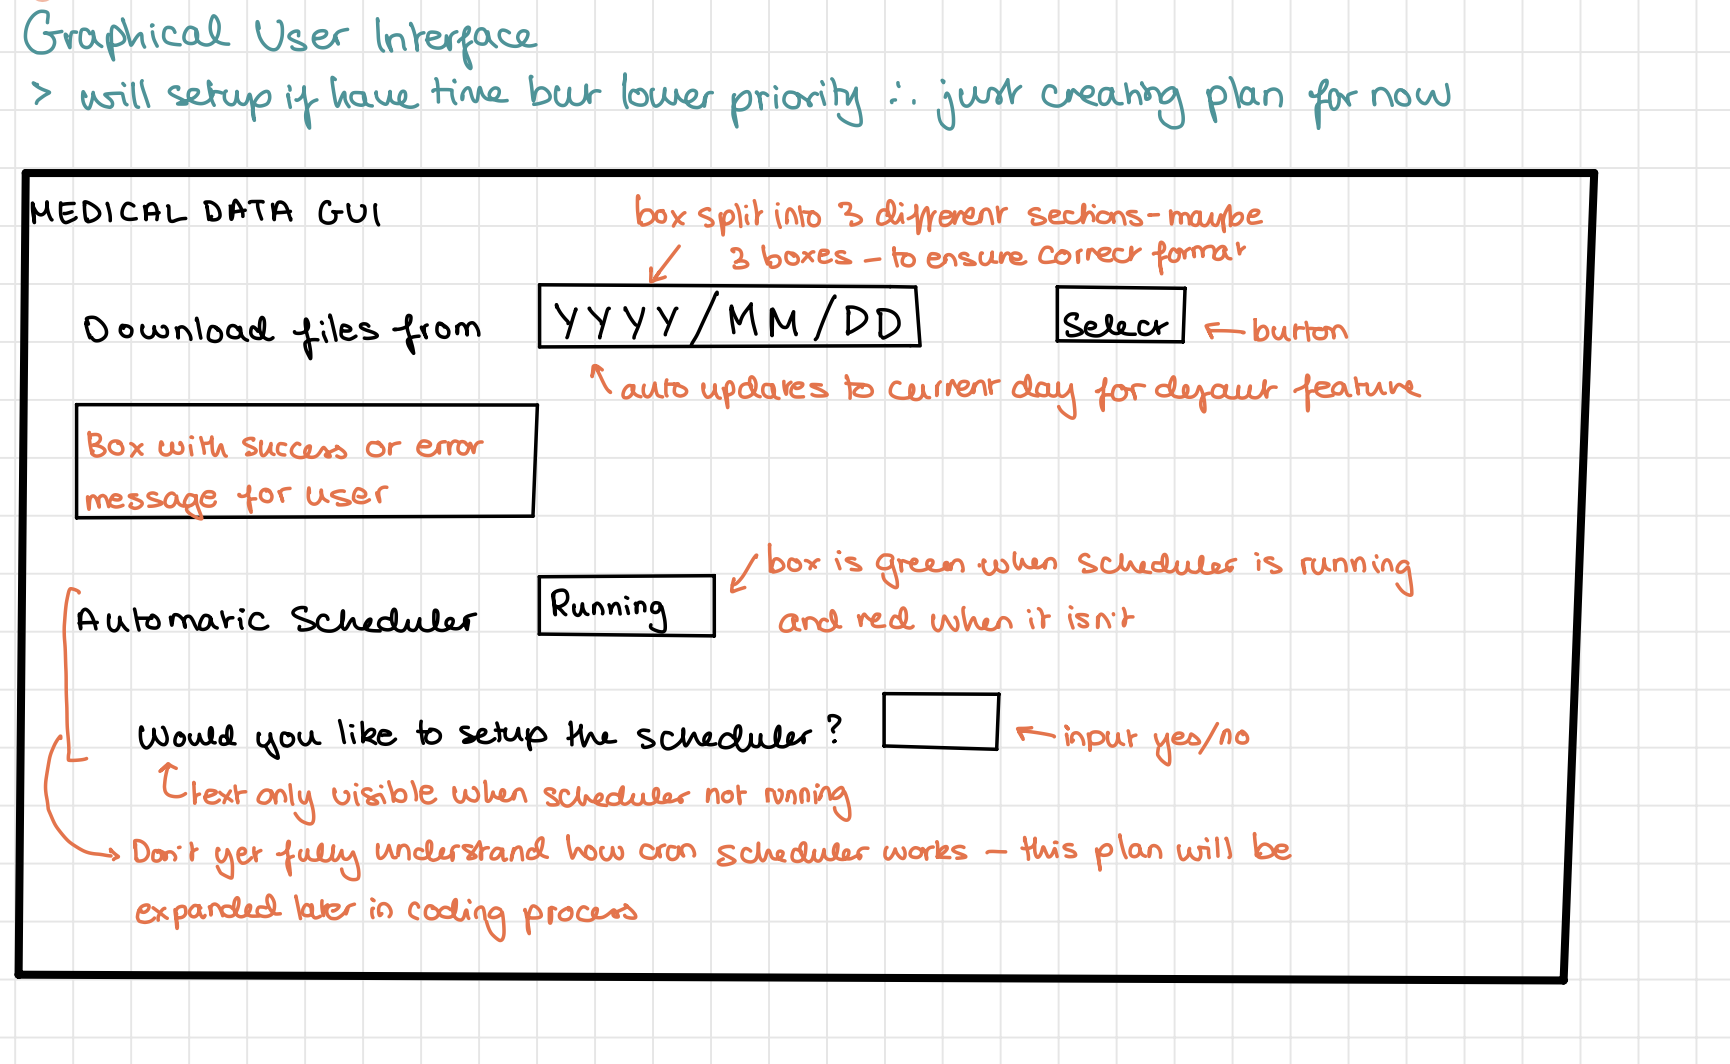 Graphical User Interface
> will setup if have time but lower priority ∴ just creating plan for now
MEDICAL DATA GUI
box split into 3 different sections - maybe
3 boxes - to ensure correct format
Download files from YYYY/MM/DD Select ← button
auto updates to current day for default feature
Box with success or error
message for user
box is green when scheduler is running
and red when it isn't
Automatic Scheduler Running
Would you like to setup the scheduler? ← input yes/no
text only visible when scheduler not running
Don't yet fully understand how cron scheduler works - this plan will be
expanded later in coding process